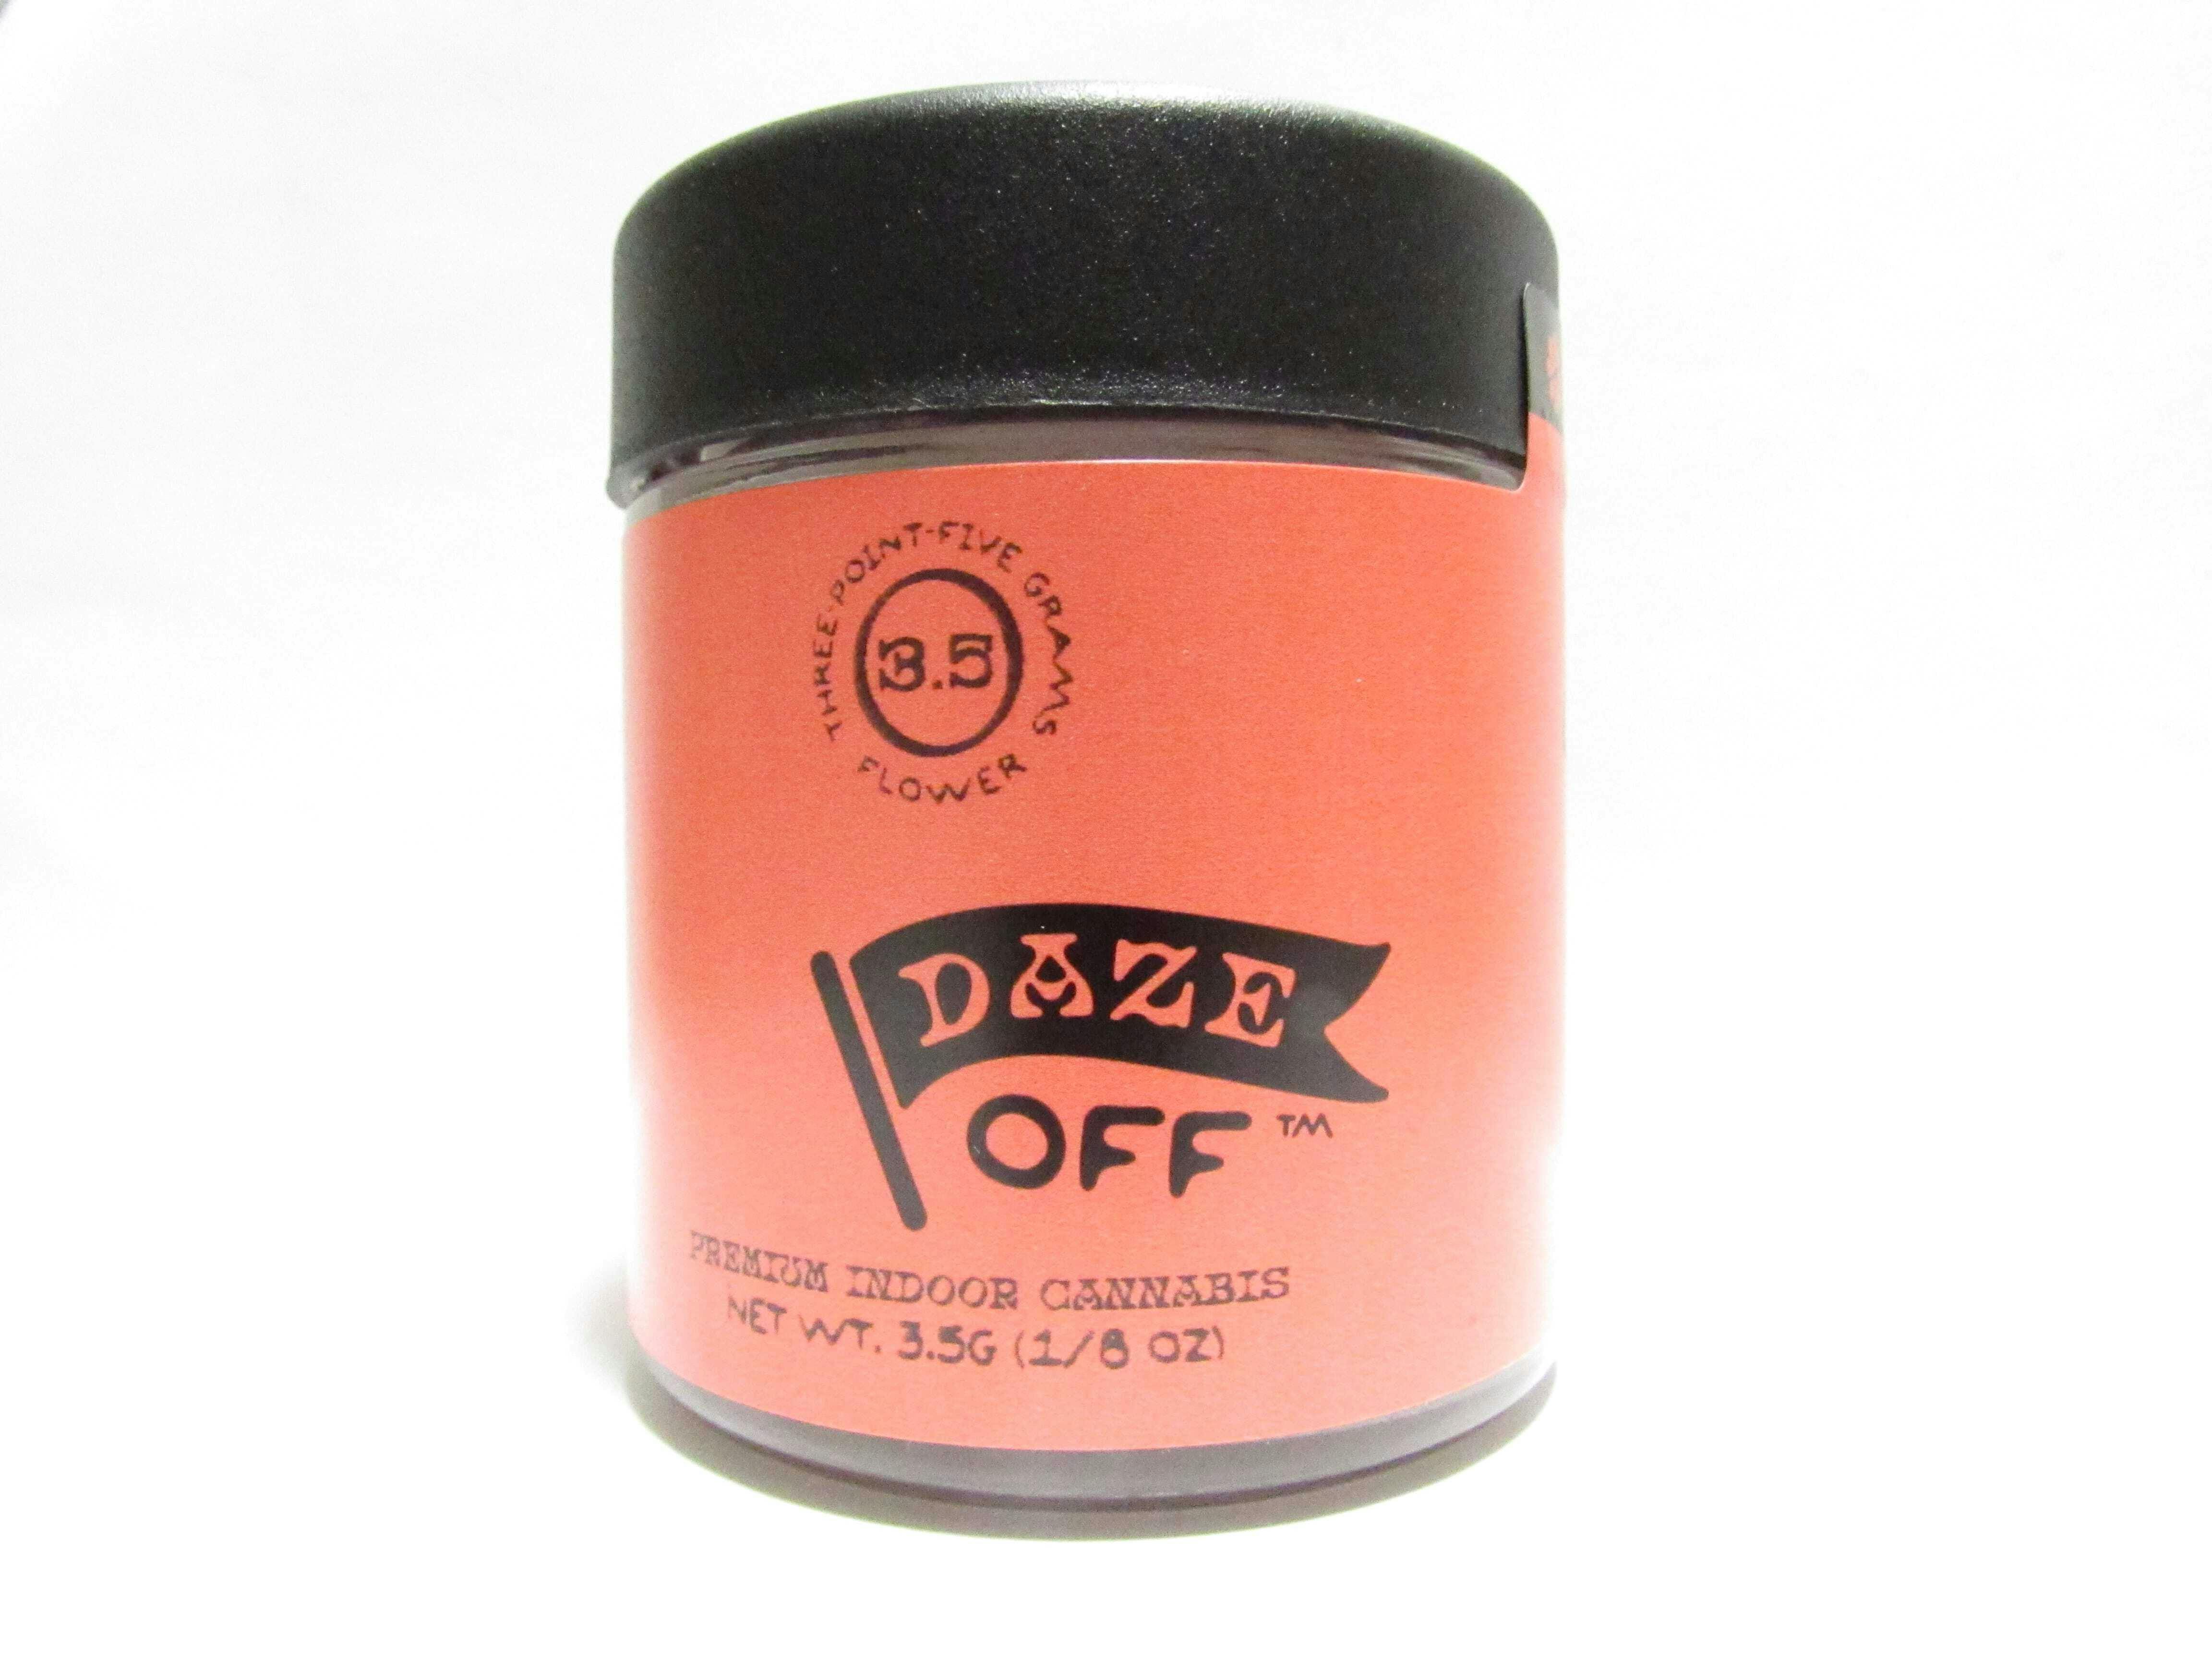 THREE-POINT-FIVE GRAMS
3.5
FLOWER
DAZE
OFF™
PREMIUM INDOOR CANNABIS
NET WT. 3.5G (1/8 OZ)